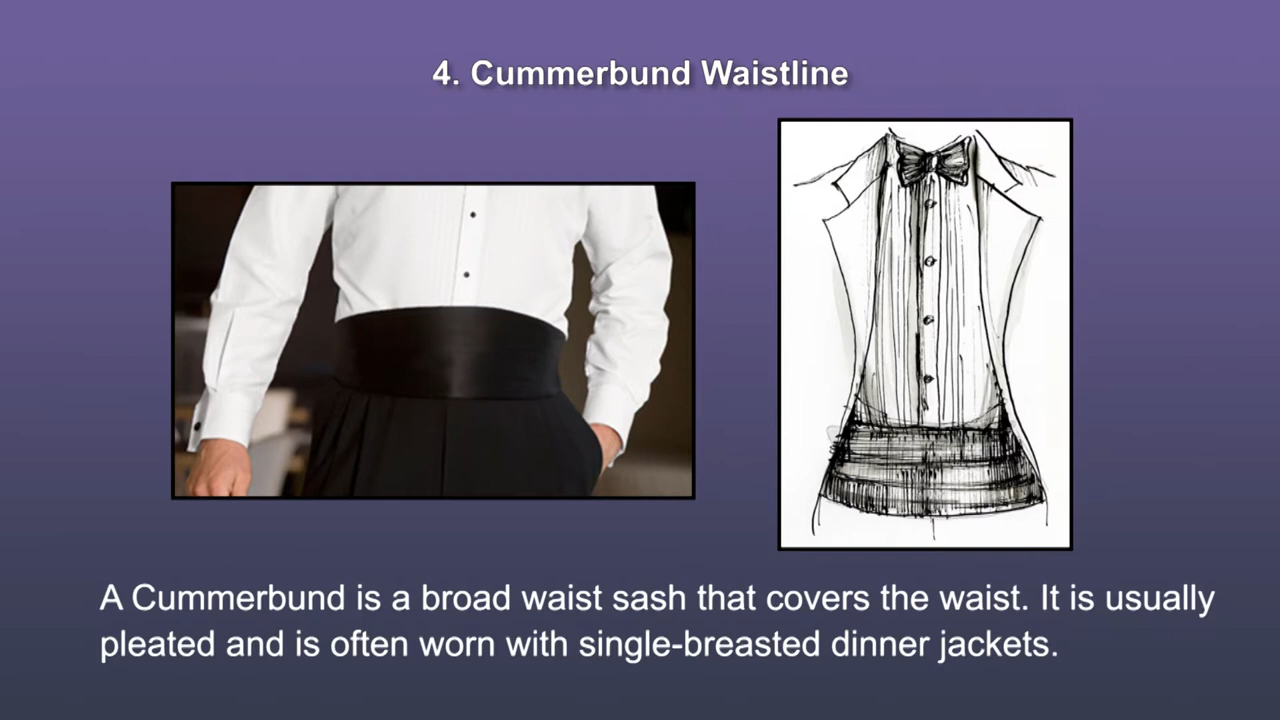 4. Cummerbund Waistline
A Cummerbund is a broad waist sash that covers the waist. It is usually
pleated and is often worn with single-breasted dinner jackets.